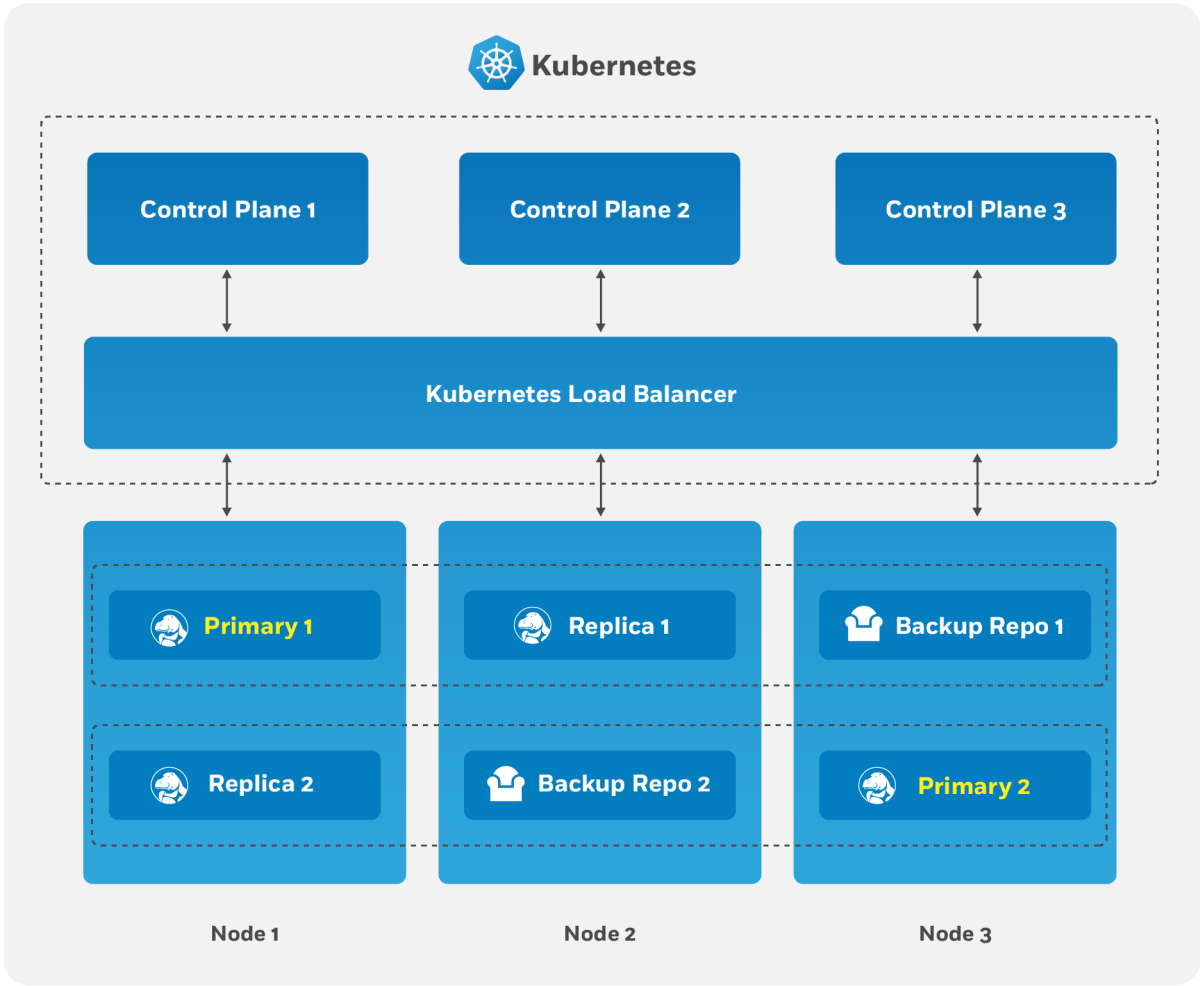 Kubernetes
Control Plane 1
Control Plane 2
Control Plane 3
Kubernetes Load Balancer
Primary 1
Replica 1
Backup Repo 1
Replica 2
Backup Repo 2
Primary 2
Node 1
Node 2
Node 3